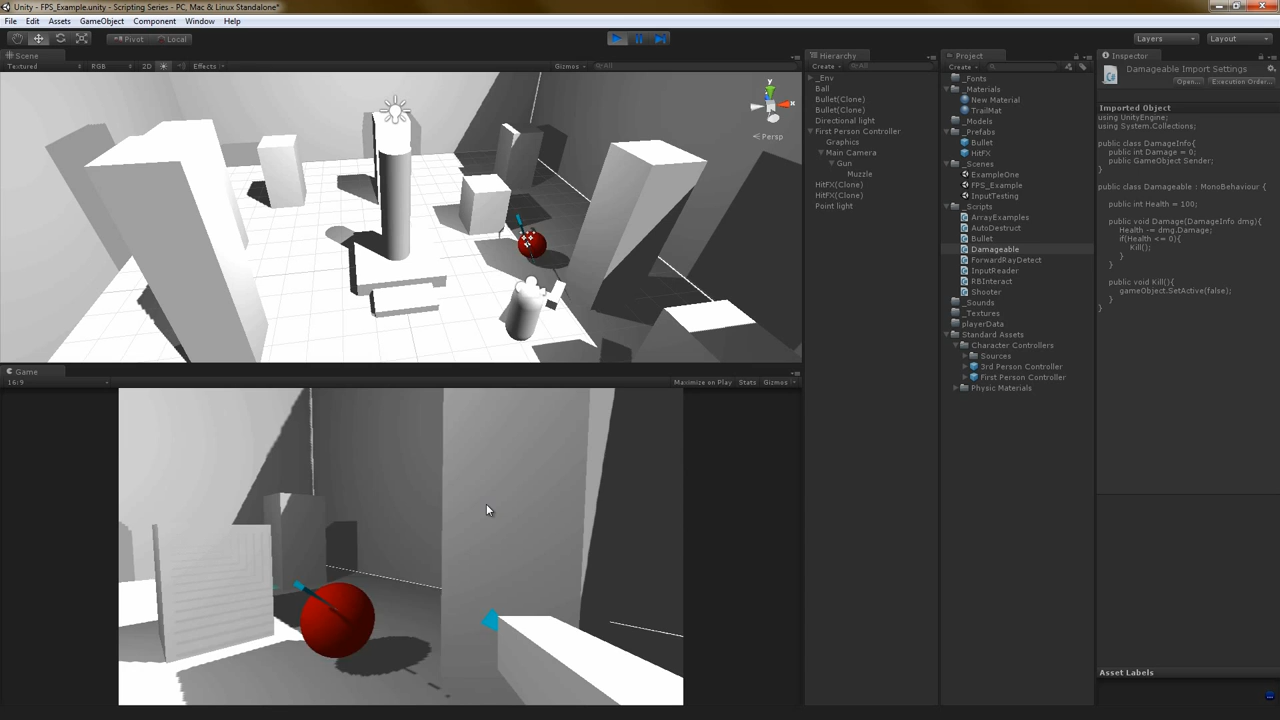 Unity - FPS_Example.unity - Scripting Series - PC, Mac & Linux Standalone*
File Edit Assets GameObject Component Window Help
Pivot Local Layers Layout
Scene
Textured RGB 2D Effects Gizmos All
y
x
Persp
Game
16:9 Maximize on Play Stats Gizmos
Hierarchy
Create All
_Env
Ball
Bullet(Clone)
Bullet(Clone)
Directional light
First Person Controller
Graphics
Main Camera
Gun
Muzzle
HitFX(Clone)
HitFX(Clone)
Point light
Project
Create
_Fonts
_Materials
New Material
TrailMat
_Models
_Prefabs
Bullet
HitFX
_Scenes
ExampleOne
FPS_Example
InputTesting
_Scripts
ArrayExamples
AutoDestruct
Bullet
Damageable
ForwardRayDetect
InputReader
RBInteract
Shooter
_Sounds
_Textures
playerData
Standard Assets
Character Controllers
Sources
3rd Person Controller
First Person Controller
Physic Materials
Inspector
Damageable Import Settings
Open... Execution Order...
Imported Object
using UnityEngine;
using System.Collections;
public class DamageInfo{
public int Damage = 0;
public GameObject Sender;
}
public class Damageable : MonoBehaviour {
public int Health = 100;
public void Damage(DamageInfo dmg){
Health -= dmg.Damage;
if(Health <= 0){
Kill();
}
}
public void Kill(){
gameObject.SetActive(false);
}
}
Asset Labels